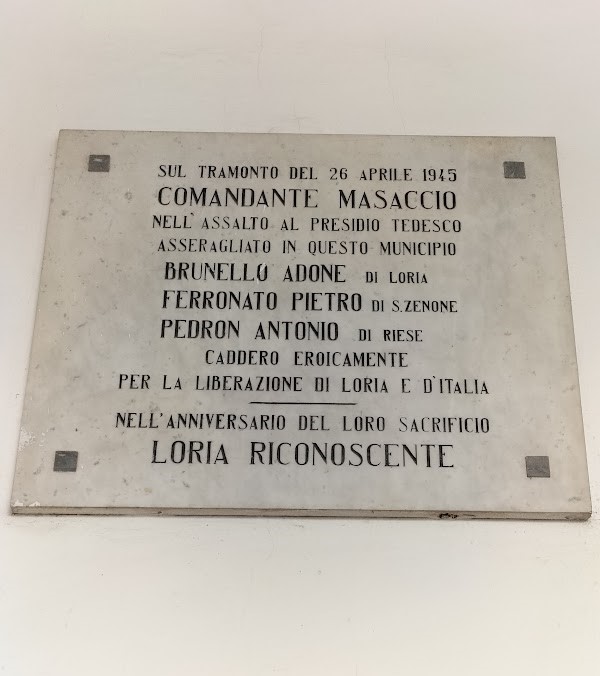 SUL TRAMONTO DEL 26 APRILE 1945
COMANDANTE MASACCIO
NELL'ASSALTO AL PRESIDIO TEDESCO
ASSERAGLIATO IN QUESTO MUNICIPIO
BRUNELLO ADONE DI LORIA
FERRONATO PIETRO DI S.ZENONE
PEDRON ANTONIO DI RIESE
CADDERO EROICAMENTE
PER LA LIBERAZIONE DI LORIA E D'ITALIA
NELL'ANNIVERSARIO DEL LORO SACRIFICIO
LORIA RICONOSCENTE